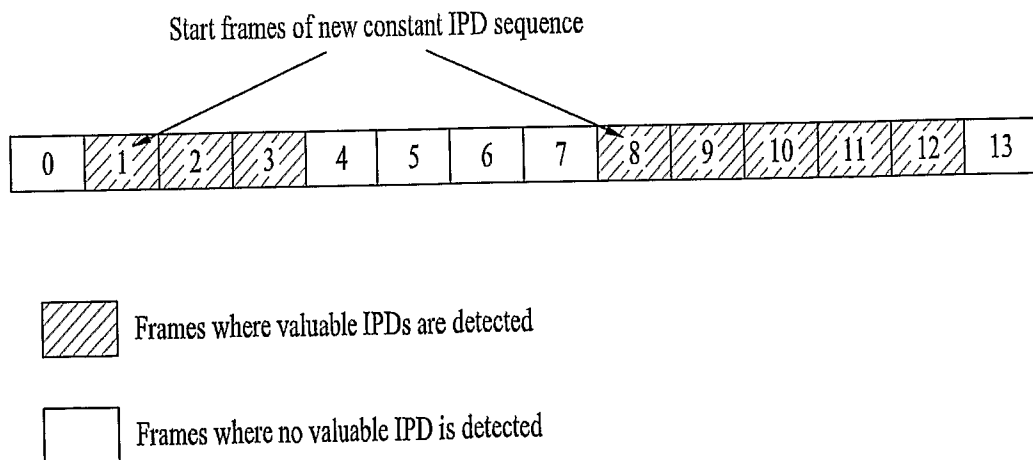 Start frames of new constant IPD sequence
0 1 2 3 4 5 6 7 8 9 10 11 12 13
Frames where valuable IPDs are detected
Frames where no valuable IPD is detected